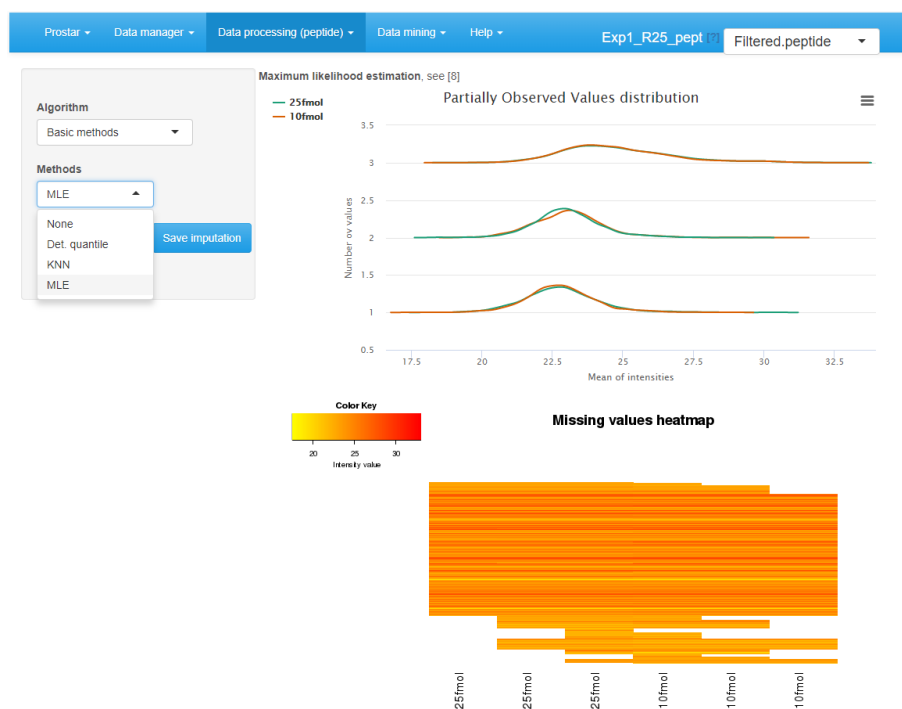 Prostar Data manager Data processing (peptide) Data mining Help Exp1_R25_pept [?] Filtered.peptide
Maximum likelihood estimation, see [8]
Algorithm
Basic methods
Methods
MLE
None
Det. quantile
KNN
MLE
Save imputation
Partially Observed Values distribution
25fmol
10fmol
Number ov values
3.5
3
2.5
2
1.5
1
0.5
17.5 20 22.5 25 27.5 30 32.5
Mean of intensities
Color Key
20 25 30
Intensity value
Missing values heatmap
25fmol 25fmol 25fmol 10fmol 10fmol 10fmol